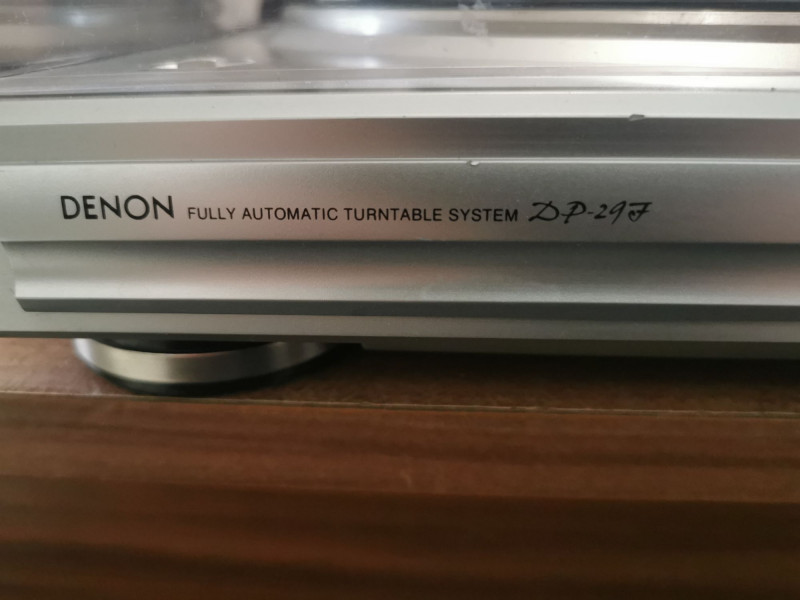 DENON FULLY AUTOMATIC TURNTABLE SYSTEM DP-29F